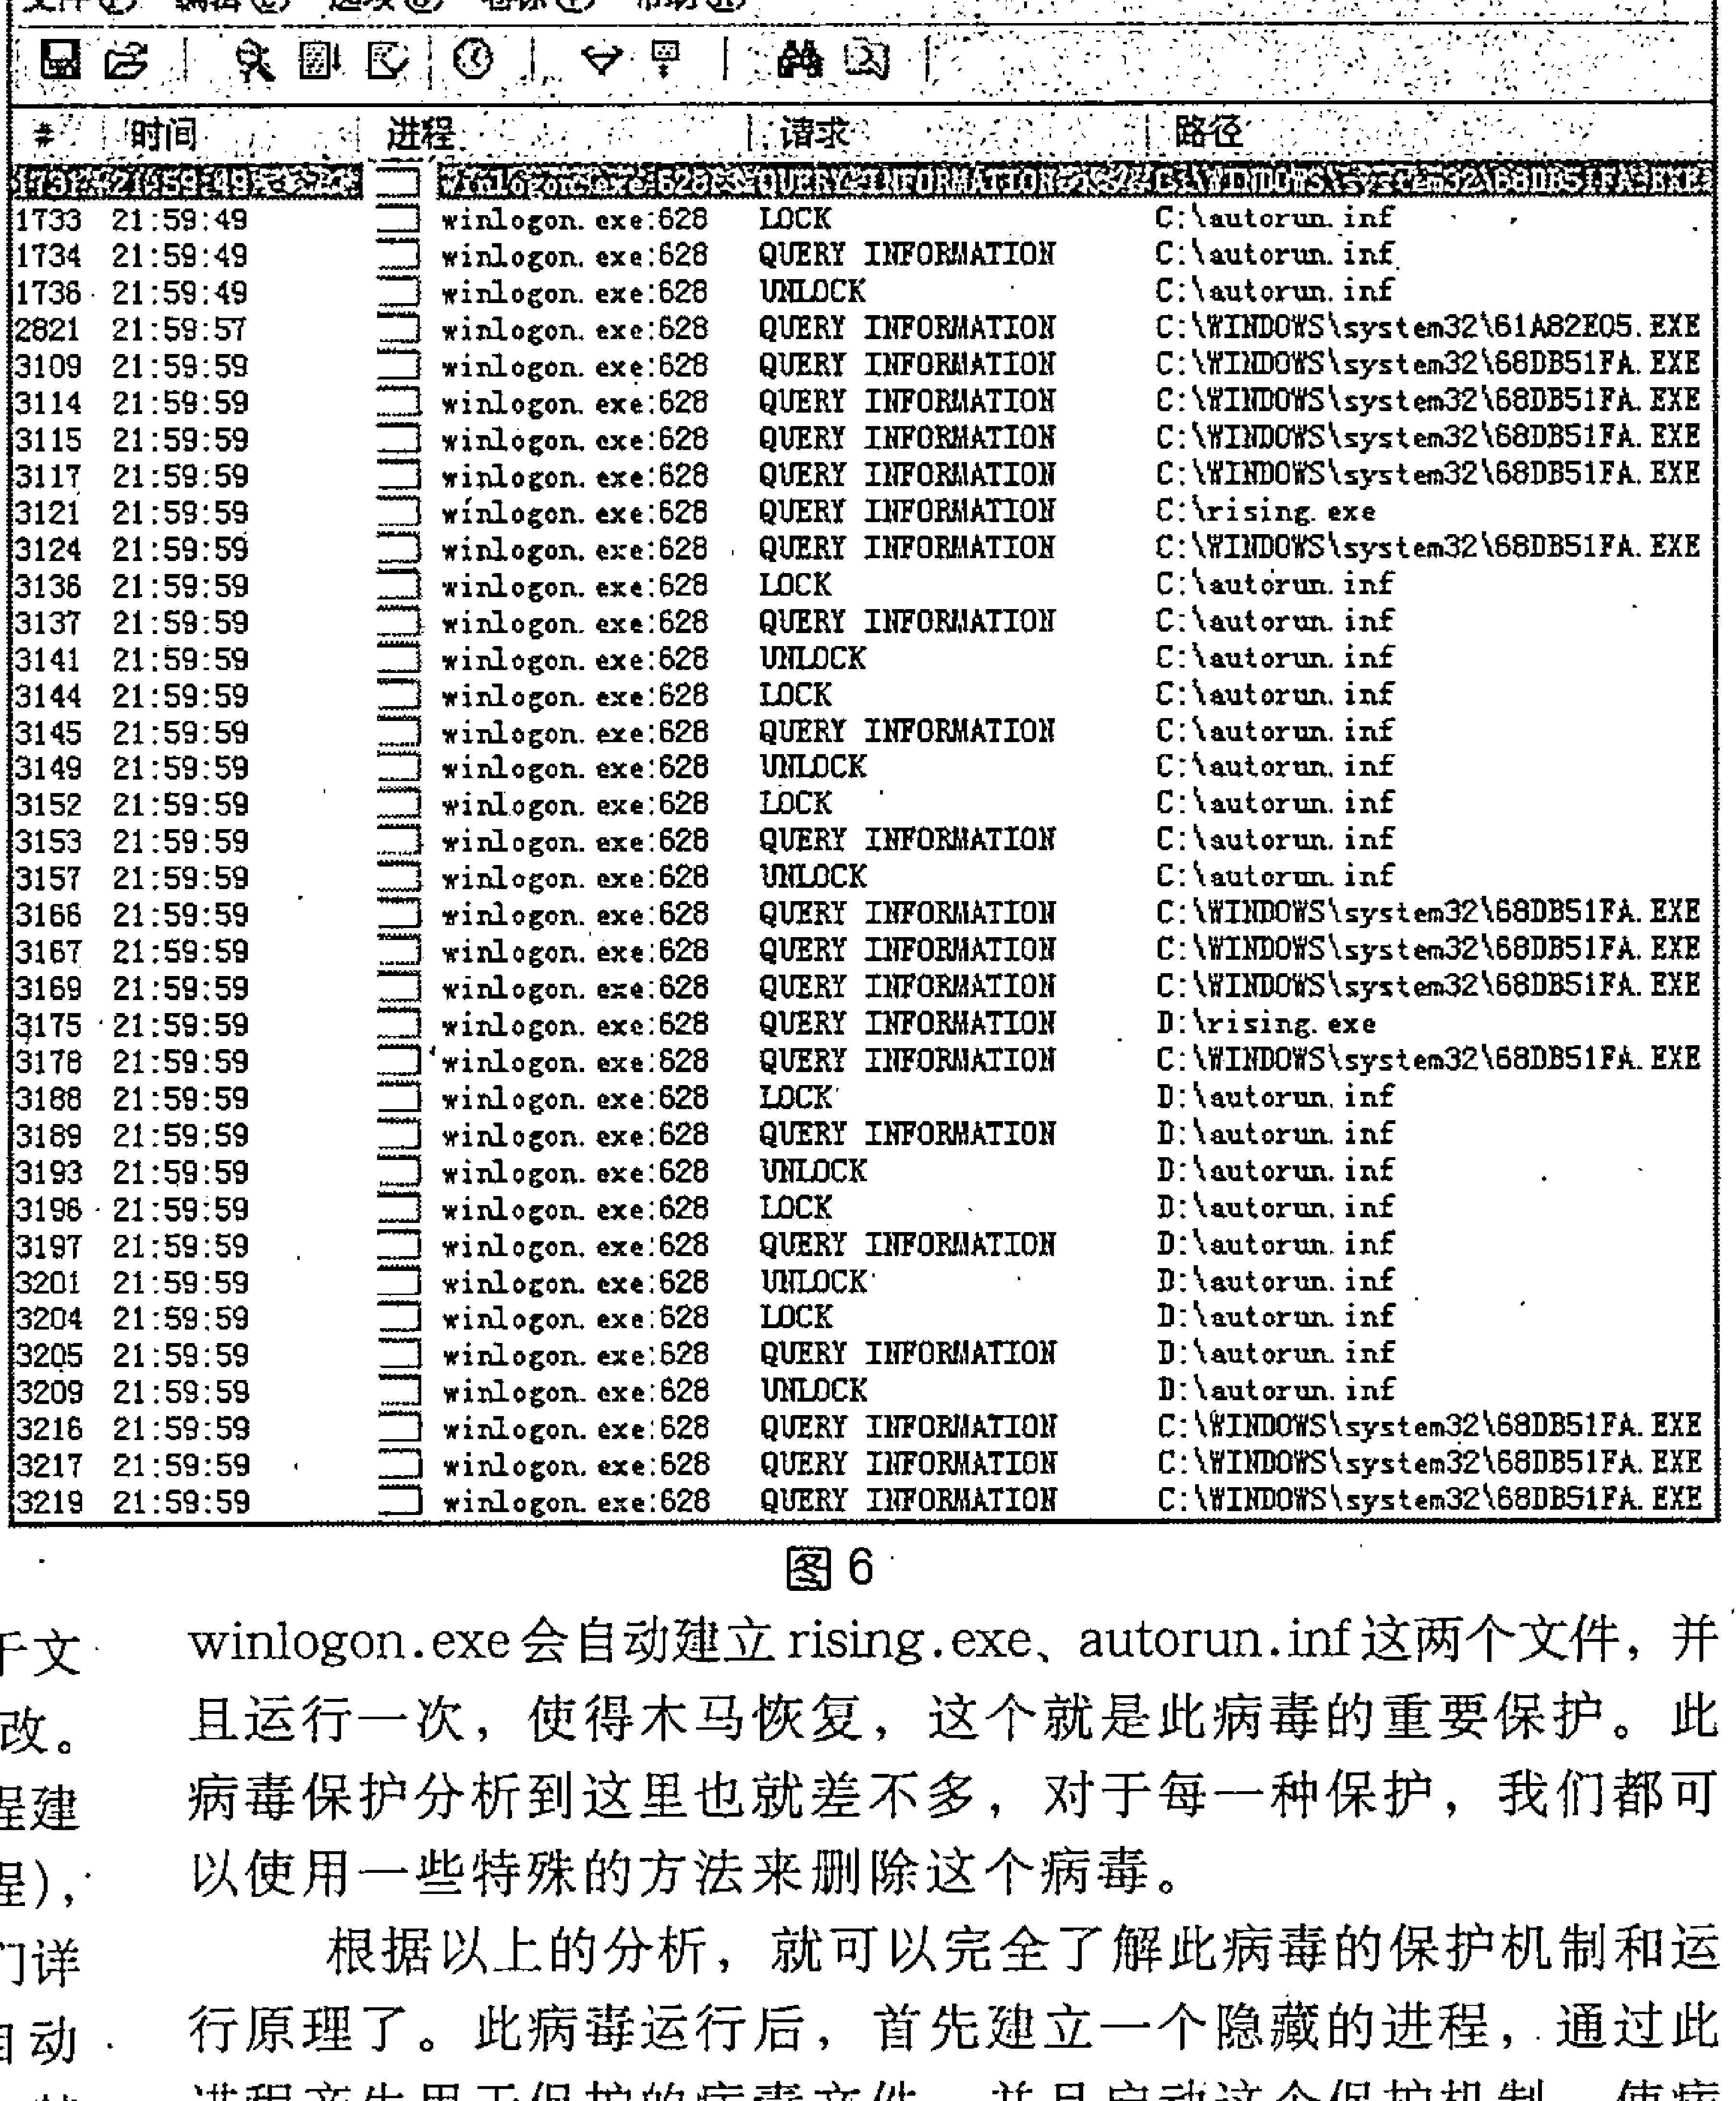 # 时间 进程 请求 路径
winlogon.exe:628 QUERY INFORMATION C:\WINDOWS\system32\68DB51FA.EXE
1733 21:59:49 winlogon.exe:628 LOCK C:\autorun.inf
1734 21:59:49 winlogon.exe:628 QUERY INFORMATION C:\autorun.inf
1736 21:59:49 winlogon.exe:628 UNLOCK C:\autorun.inf
2821 21:59:57 winlogon.exe:628 QUERY INFORMATION C:\WINDOWS\system32\61A82E05.EXE
3109 21:59:59 winlogon.exe:628 QUERY INFORMATION C:\WINDOWS\system32\68DB51FA.EXE
3114 21:59:59 winlogon.exe:628 QUERY INFORMATION C:\WINDOWS\system32\68DB51FA.EXE
3115 21:59:59 winlogon.exe:628 QUERY INFORMATION C:\WINDOWS\system32\68DB51FA.EXE
3117 21:59:59 winlogon.exe:628 QUERY INFORMATION C:\WINDOWS\system32\68DB51FA.EXE
3121 21:59:59 winlogon.exe:628 QUERY INFORMATION C:\rising.exe
3124 21:59:59 winlogon.exe:628 QUERY INFORMATION C:\WINDOWS\system32\68DB51FA.EXE
3136 21:59:59 winlogon.exe:628 LOCK C:\autorun.inf
3137 21:59:59 winlogon.exe:628 QUERY INFORMATION C:\autorun.inf
3141 21:59:59 winlogon.exe:628 UNLOCK C:\autorun.inf
3144 21:59:59 winlogon.exe:628 LOCK C:\autorun.inf
3145 21:59:59 winlogon.exe:628 QUERY INFORMATION C:\autorun.inf
3149 21:59:59 winlogon.exe:628 UNLOCK C:\autorun.inf
3152 21:59:59 winlogon.exe:628 LOCK C:\autorun.inf
3153 21:59:59 winlogon.exe:628 QUERY INFORMATION C:\autorun.inf
3157 21:59:59 winlogon.exe:628 UNLOCK C:\autorun.inf
3166 21:59:59 winlogon.exe:628 QUERY INFORMATION C:\WINDOWS\system32\68DB51FA.EXE
3167 21:59:59 winlogon.exe:628 QUERY INFORMATION C:\WINDOWS\system32\68DB51FA.EXE
3169 21:59:59 winlogon.exe:628 QUERY INFORMATION C:\WINDOWS\system32\68DB51FA.EXE
3175 21:59:59 winlogon.exe:628 QUERY INFORMATION D:\rising.exe
3178 21:59:59 winlogon.exe:628 QUERY INFORMATION C:\WINDOWS\system32\68DB51FA.EXE
3188 21:59:59 winlogon.exe:628 LOCK D:\autorun.inf
3189 21:59:59 winlogon.exe:628 QUERY INFORMATION D:\autorun.inf
3193 21:59:59 winlogon.exe:628 UNLOCK D:\autorun.inf
3196 21:59:59 winlogon.exe:628 LOCK D:\autorun.inf
3197 21:59:59 winlogon.exe:628 QUERY INFORMATION D:\autorun.inf
3201 21:59:59 winlogon.exe:628 UNLOCK D:\autorun.inf
3204 21:59:59 winlogon.exe:628 LOCK D:\autorun.inf
3205 21:59:59 winlogon.exe:628 QUERY INFORMATION D:\autorun.inf
3209 21:59:59 winlogon.exe:628 UNLOCK D:\autorun.inf
3216 21:59:59 winlogon.exe:628 QUERY INFORMATION C:\WINDOWS\system32\68DB51FA.EXE
3217 21:59:59 winlogon.exe:628 QUERY INFORMATION C:\WINDOWS\system32\68DB51FA.EXE
3219 21:59:59 winlogon.exe:628 QUERY INFORMATION C:\WINDOWS\system32\68DB51FA.EXE
图 6
文
改。
程建
程),
门详
自动
winlogon.exe会自动建立rising.exe、autorun.inf这两个文件，并
且运行一次，使得木马恢复，这个就是此病毒的重要保护。此
病毒保护分析到这里也就差不多，对于每一种保护，我们都可
以使用一些特殊的方法来删除这个病毒。
根据以上的分析，就可以完全了解此病毒的保护机制和运
行原理了。此病毒运行后，首先建立一个隐藏的进程，通过此